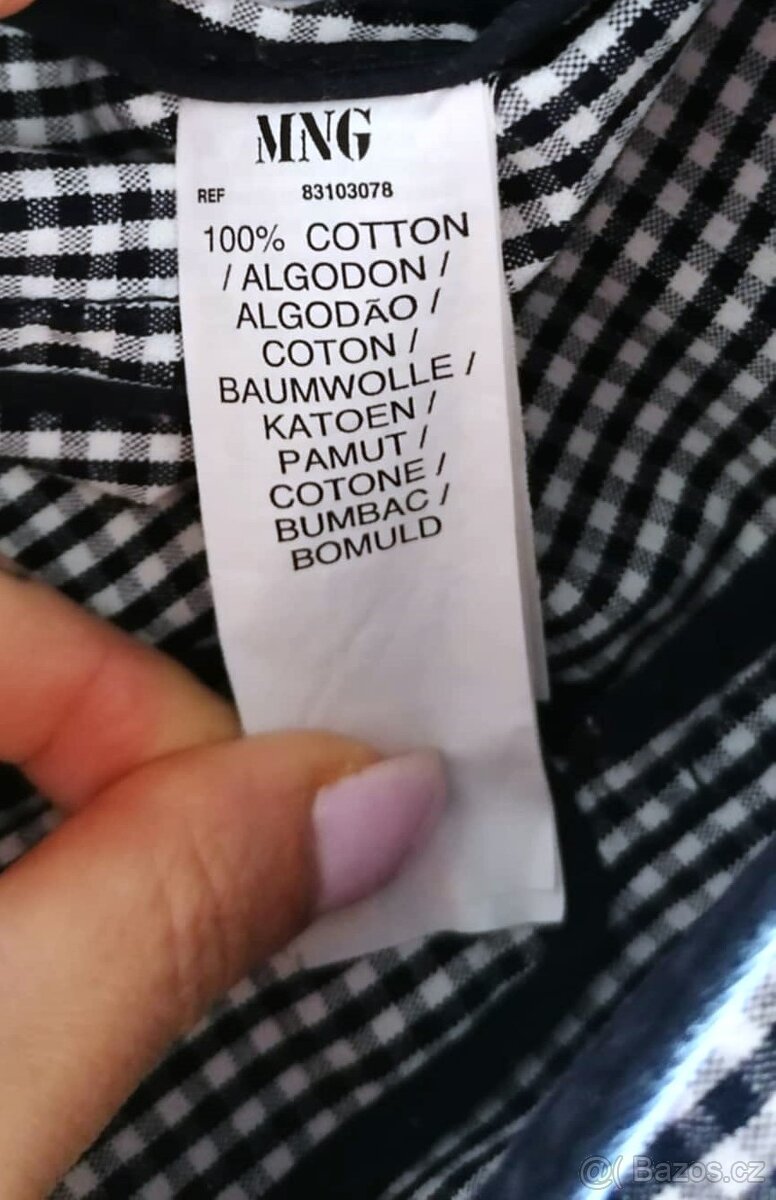 MNG
REF 83103078
100% COTTON
/ ALGODON /
ALGODÃO /
COTON /
BAUMWOLLE /
KATOEN /
PAMUT /
COTONE /
BUMBAC /
BOMULD
@( Bazos.cz